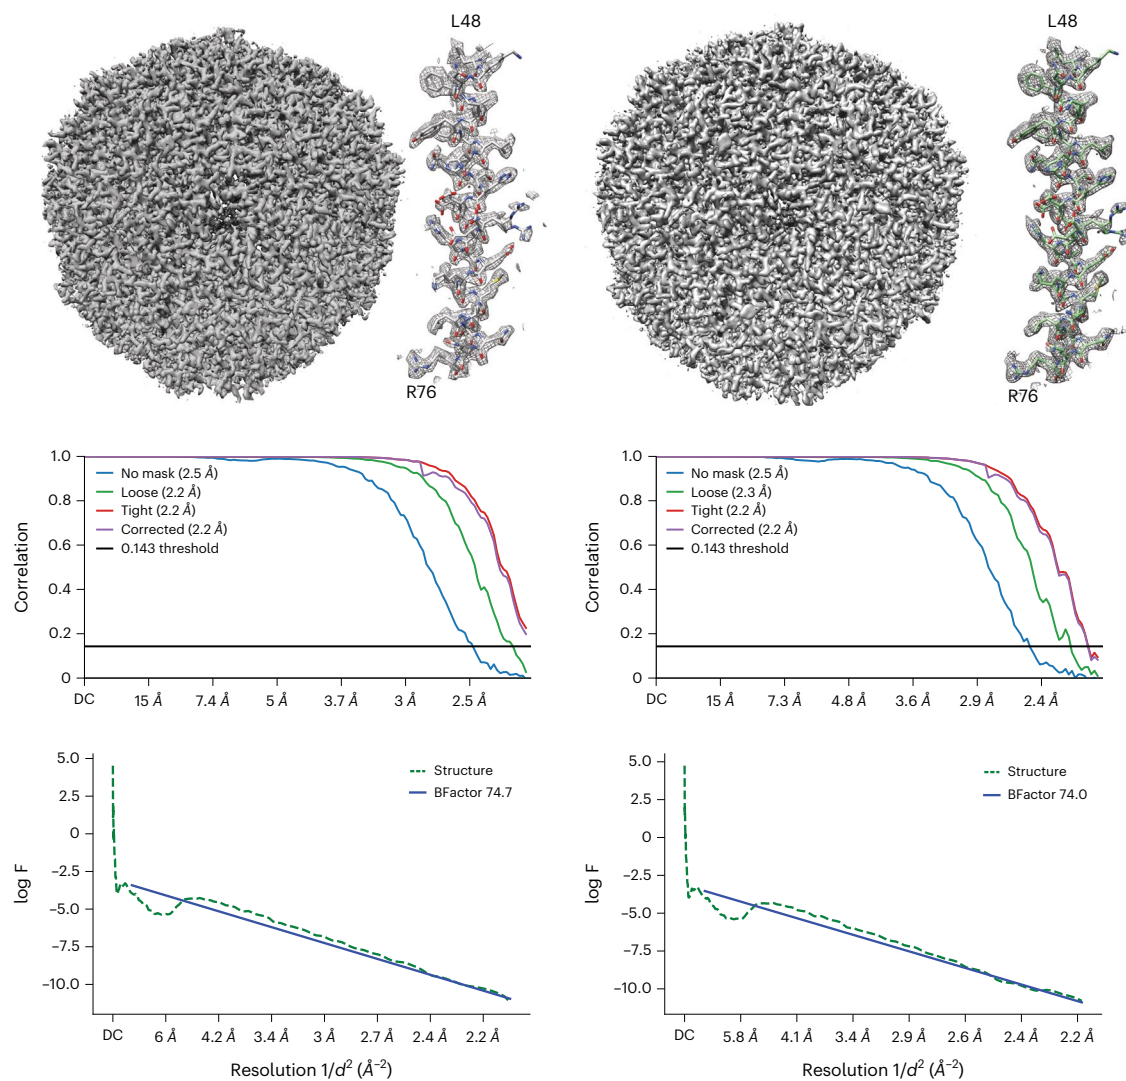 L48
L48
R76
R76
1.0
0.8
0.6
0.4
0.2
0
Correlation
No mask (2.5 Å)
Loose (2.2 Å)
Tight (2.2 Å)
Corrected (2.2 Å)
0.143 threshold
DC 15 Å 7.4 Å 5 Å 3.7 Å 3 Å 2.5 Å
1.0
0.8
0.6
0.4
0.2
0
Correlation
No mask (2.5 Å)
Loose (2.3 Å)
Tight (2.2 Å)
Corrected (2.2 Å)
0.143 threshold
DC 15 Å 7.3 Å 4.8 Å 3.6 Å 2.9 Å 2.4 Å
5.0
2.5
0
−2.5
−5.0
−7.5
−10.0
log F
Structure
BFactor 74.7
DC 6 Å 4.2 Å 3.4 Å 3 Å 2.7 Å 2.4 Å 2.2 Å
Resolution 1/d² (Å⁻²)
5.0
2.5
0
−2.5
−5.0
−7.5
−10.0
log F
Structure
BFactor 74.0
DC 5.8 Å 4.1 Å 3.4 Å 2.9 Å 2.6 Å 2.4 Å 2.2 Å
Resolution 1/d² (Å⁻²)